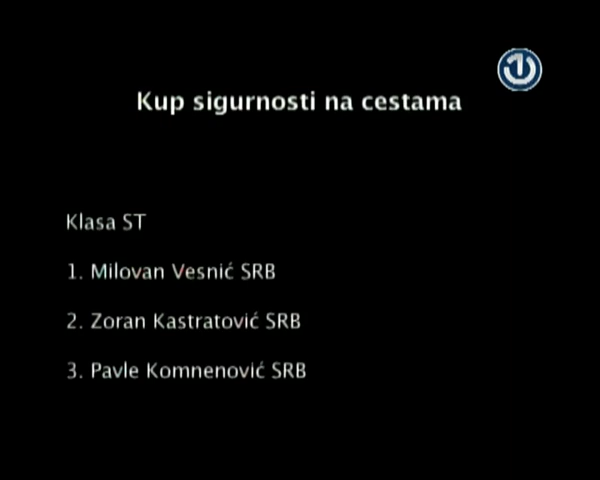 Kup sigurnosti na cestama
Klasa ST
1. Milovan Vesnić SRB
2. Zoran Kastratović SRB
3. Pavle Komnenović SRB